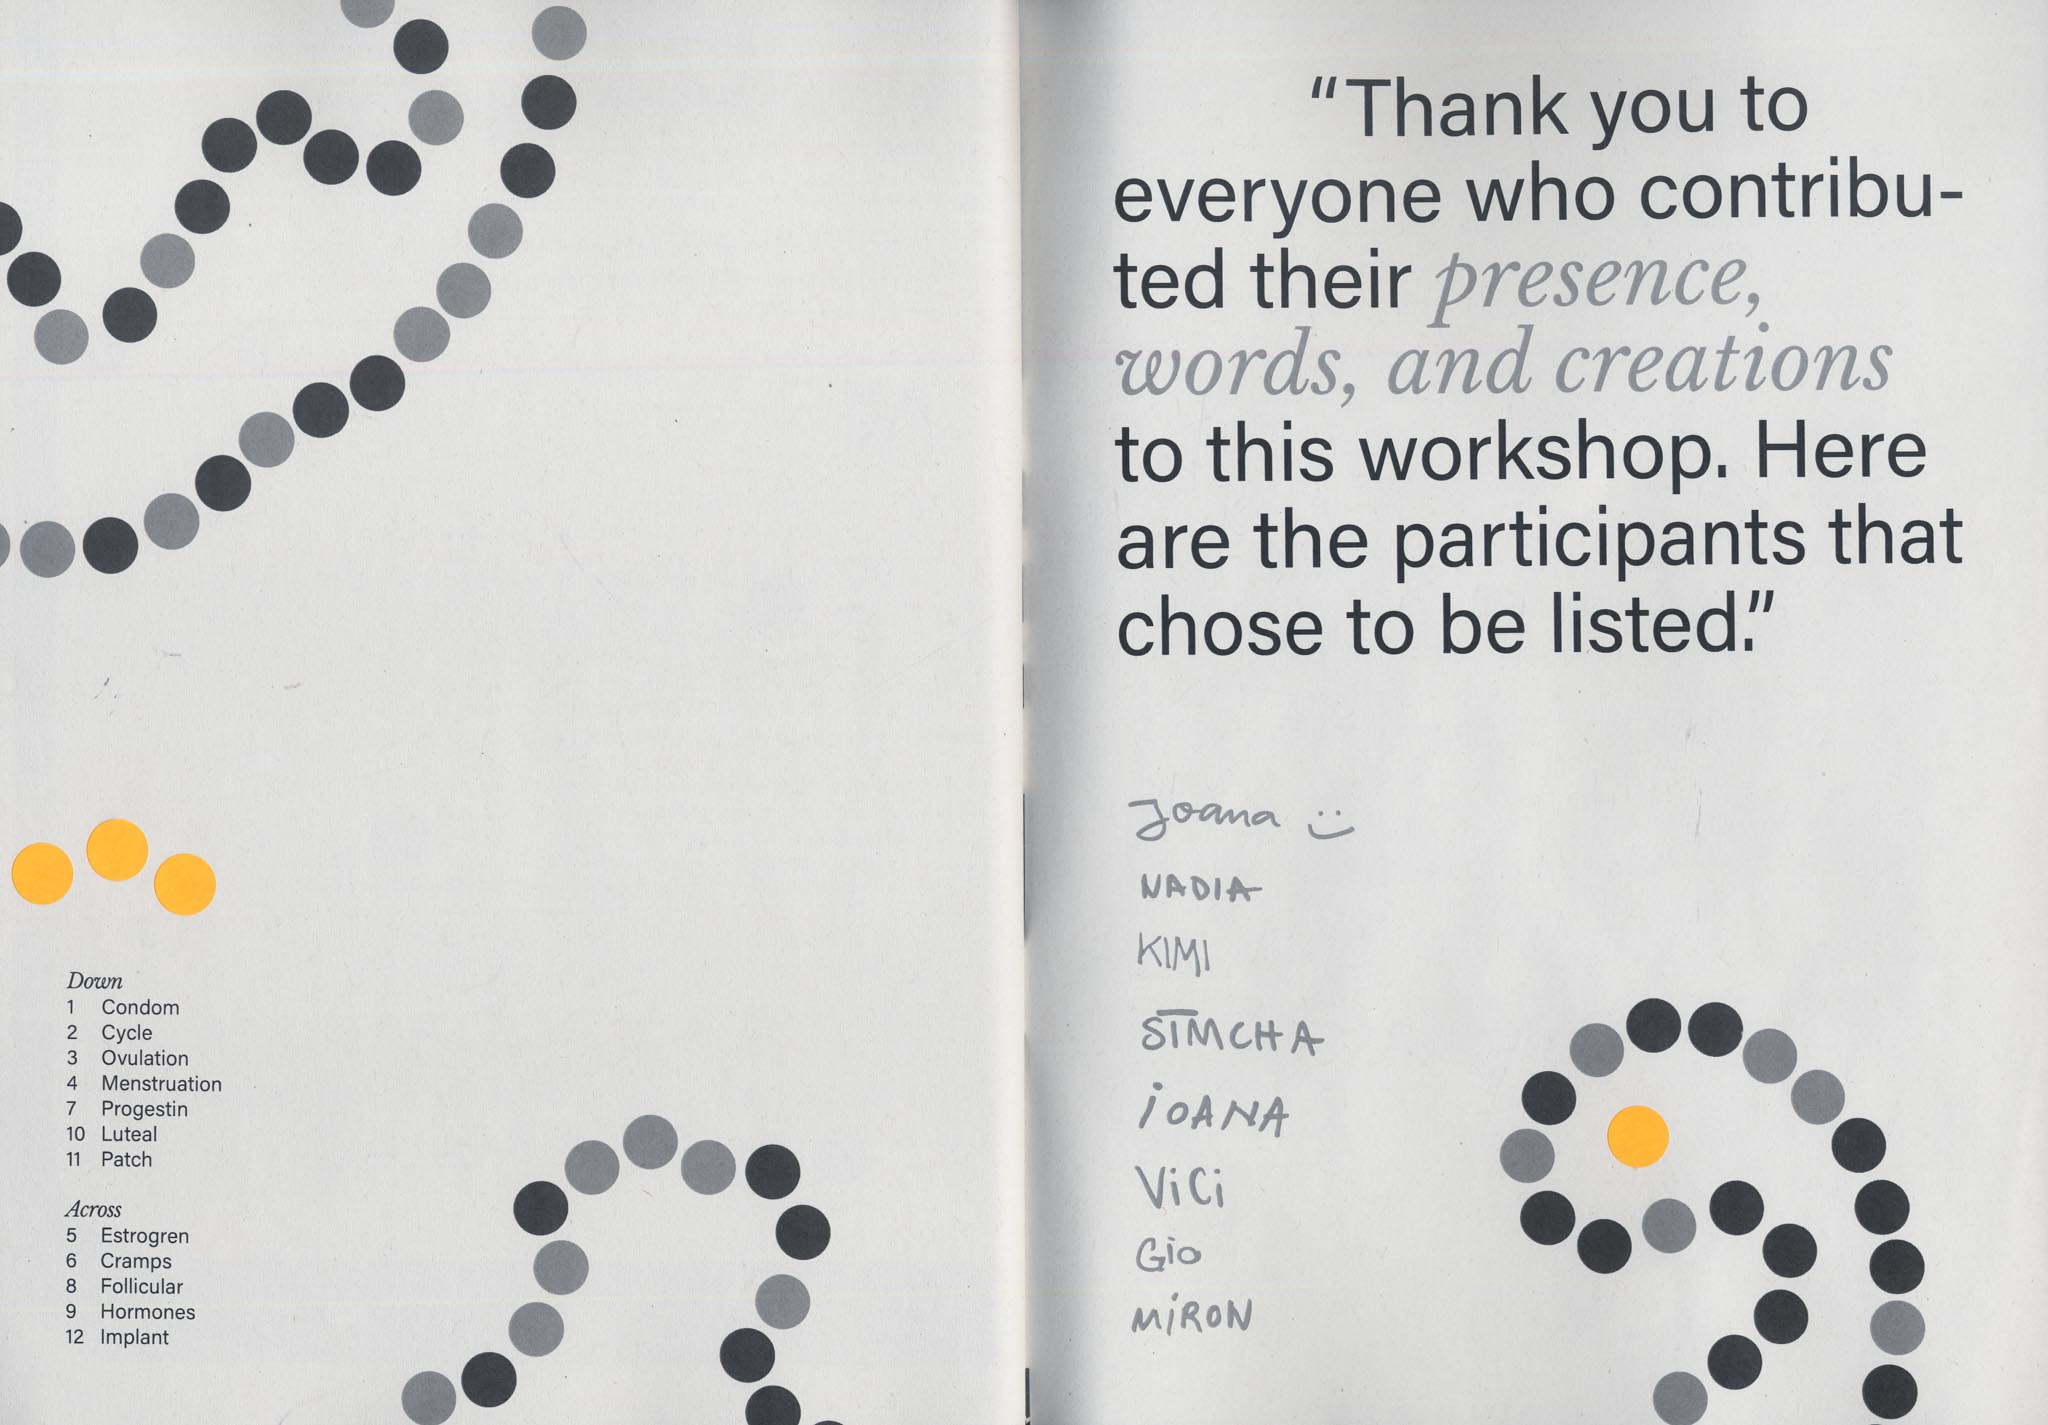 Down
1 Condom
2 Cycle
3 Ovulation
4 Menstruation
7 Progestin
10 Luteal
11 Patch
Across
5 Estrogren
6 Cramps
8 Follicular
9 Hormones
12 Implant
“Thank you to
everyone who contribu-
ted their presence,
words, and creations
to this workshop. Here
are the participants that
chose to be listed.”
Joana :)
NADIA
KIMI
SIMCHA
iOANA
ViCi
Gio
MiRON